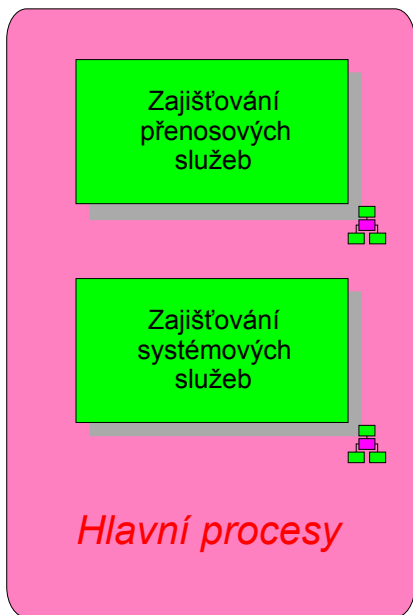 Zajišťování
přenosových
služeb
Zajišťování
systémových
služeb
Hlavní procesy